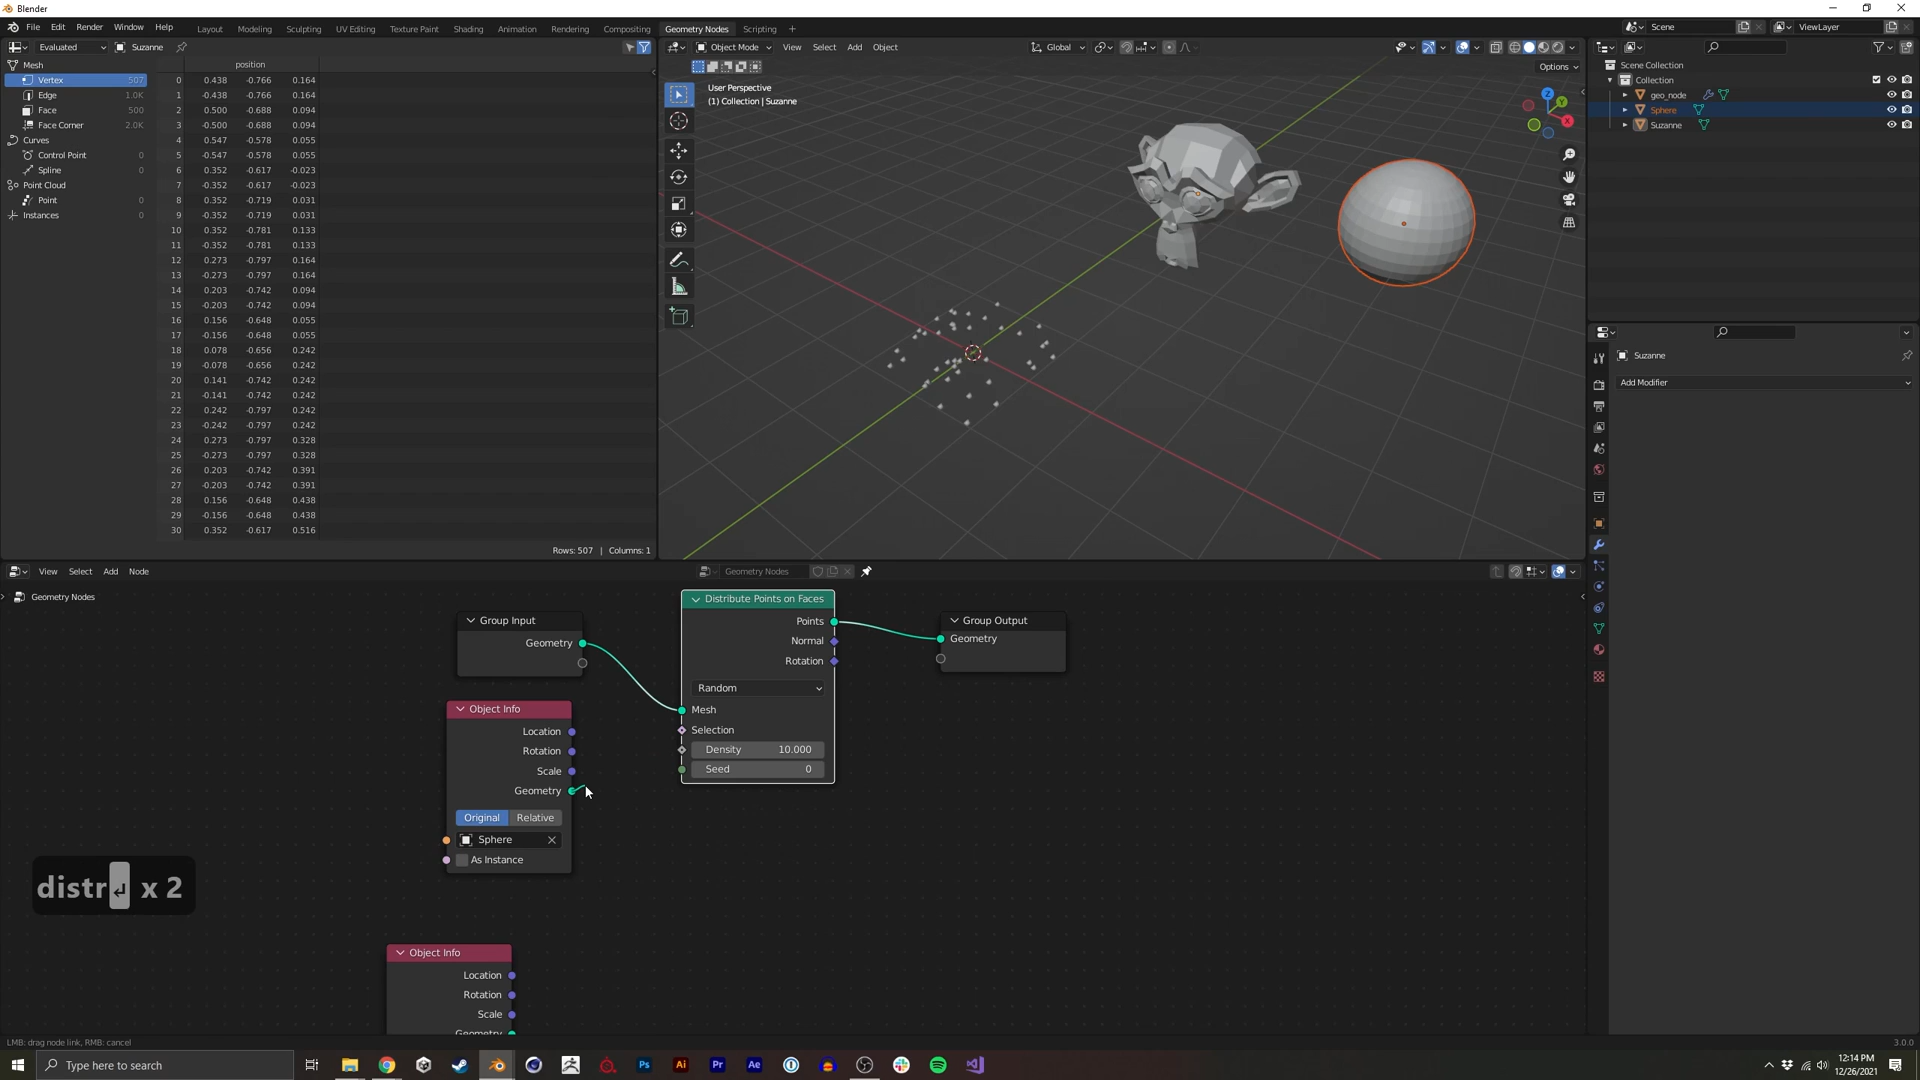 Blender
File Edit Render Window Help Layout Modeling Sculpting UV Editing Texture Paint Shading Animation Rendering Compositing Geometry Nodes Scripting +
Scene ViewLayer
Evaluated Suzanne
Object Mode View Select Add Object Global
Options
Mesh
Vertex 507
Edge 1.0K
Face 500
Face Corner 2.0K
Curves
Control Point 0
Spline 0
Point Cloud
Point 0
Instances 0
position
0 0.438 -0.766 0.164
1 -0.438 -0.766 0.164
2 0.500 -0.688 0.094
3 -0.500 -0.688 0.094
4 0.547 -0.578 0.055
5 -0.547 -0.578 0.055
6 0.352 -0.617 -0.023
7 -0.352 -0.617 -0.023
8 0.352 -0.719 0.031
9 -0.352 -0.719 0.031
10 0.352 -0.781 0.133
11 -0.352 -0.781 0.133
12 0.273 -0.797 0.164
13 -0.273 -0.797 0.164
14 0.203 -0.742 0.094
15 -0.203 -0.742 0.094
16 0.156 -0.648 0.055
17 -0.156 -0.648 0.055
18 0.078 -0.656 0.242
19 -0.078 -0.656 0.242
20 0.141 -0.742 0.242
21 -0.141 -0.742 0.242
22 0.242 -0.797 0.242
23 -0.242 -0.797 0.242
24 0.273 -0.797 0.328
25 -0.273 -0.797 0.328
26 0.203 -0.742 0.391
27 -0.203 -0.742 0.391
28 0.156 -0.648 0.438
29 -0.156 -0.648 0.438
30 0.352 -0.617 0.516
Rows: 507 | Columns: 1
User Perspective
(1) Collection | Suzanne
Z
Y
X
Scene Collection
Collection
geo_node
Sphere
Suzanne
Suzanne
Add Modifier
View Select Add Node
Geometry Nodes
Geometry Nodes
Group Input
Geometry
Object Info
Location
Rotation
Scale
Geometry
Original Relative
Sphere
As Instance
Distribute Points on Faces
Points
Normal
Rotation
Random
Mesh
Selection
Density 10.000
Seed 0
Group Output
Geometry
Object Info
Location
Rotation
Scale
Geometry
distr↵ x 2
LMB: drag node link, RMB: cancel
3.0.0
Type here to search
Ps Ai Pr Ae
12:14 PM
12/26/2021